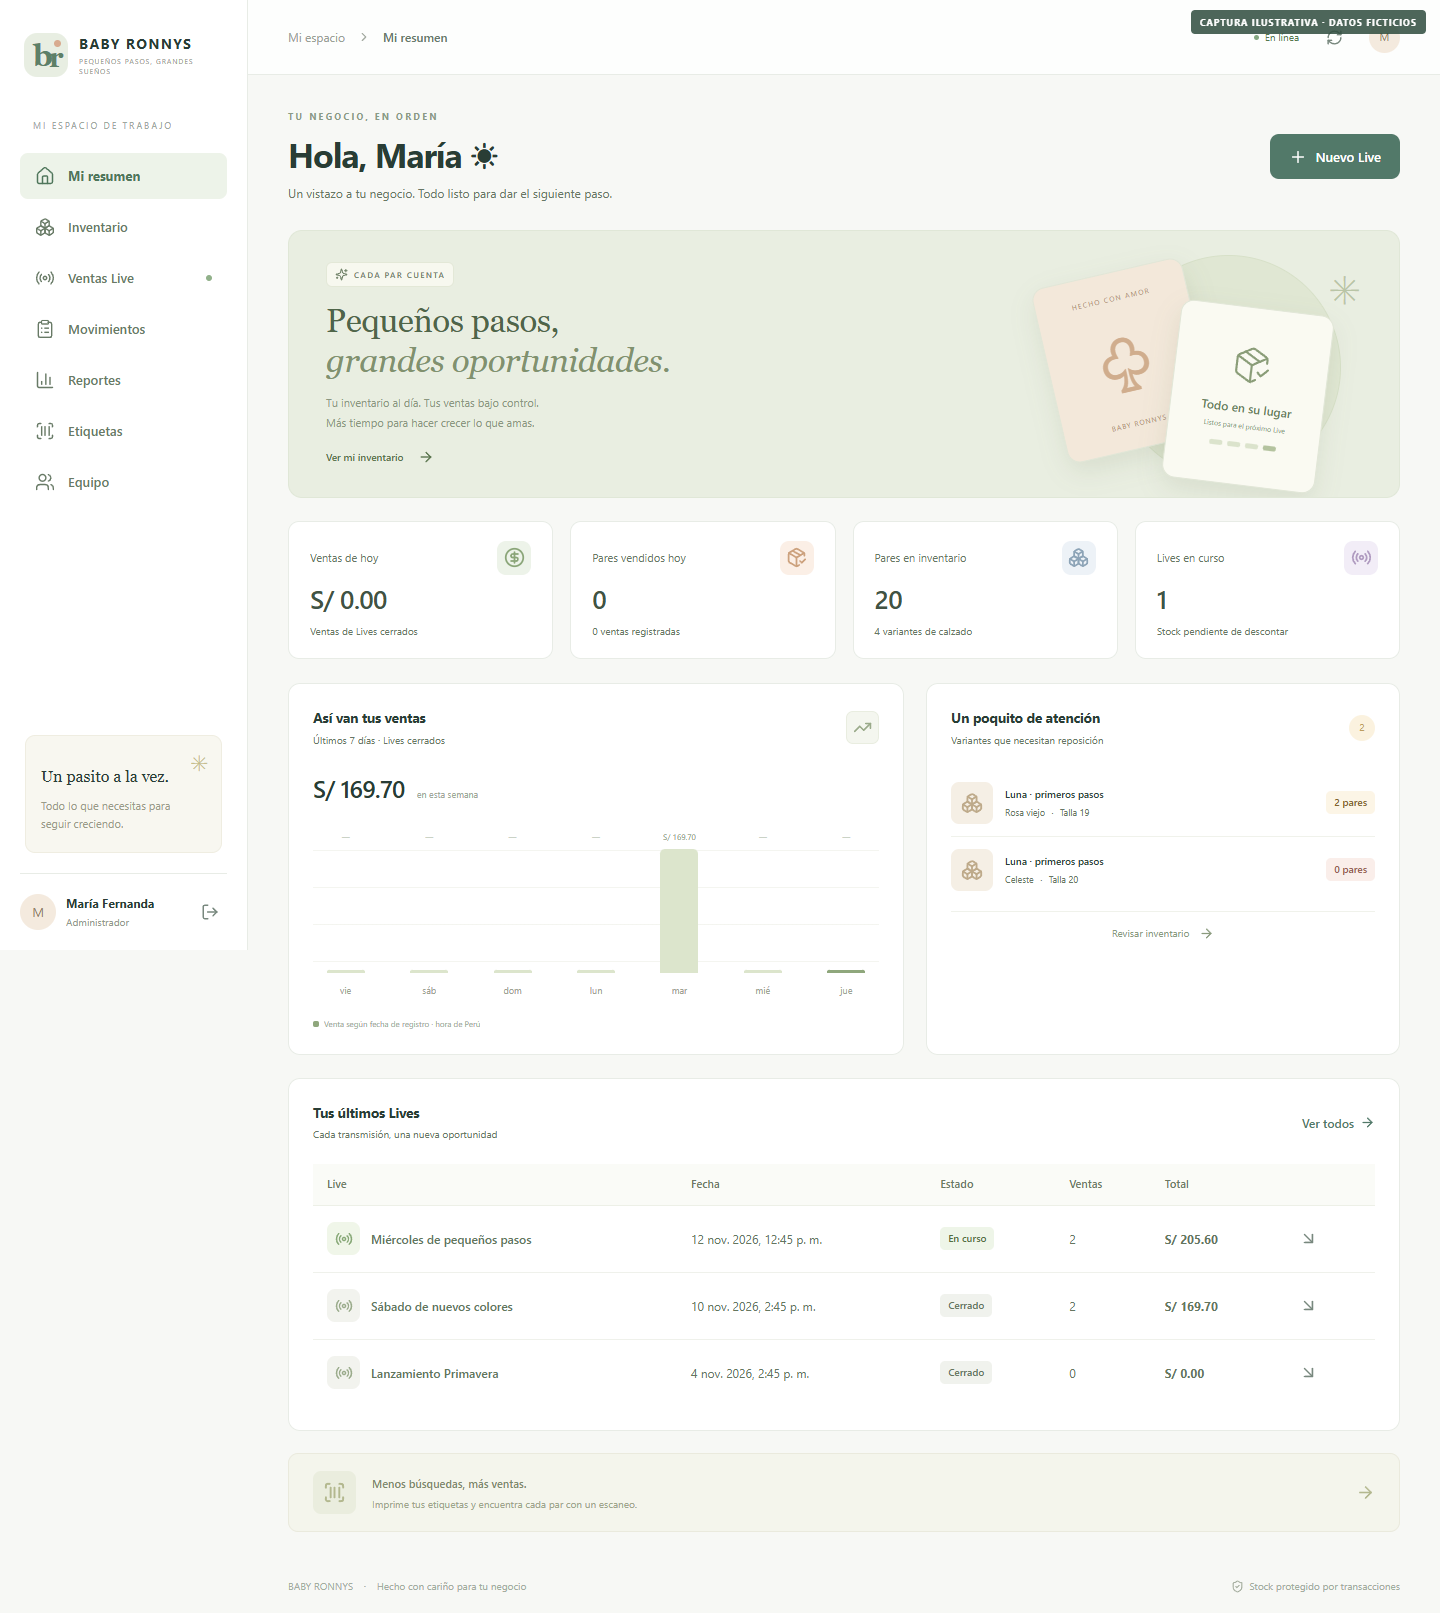 br
BABY RONNYS
PEQUEÑOS PASOS, GRANDES
SUEÑOS
MI ESPACIO DE TRABAJO
Mi resumen
Inventario
Ventas Live
Movimientos
Reportes
Etiquetas
Equipo
Un pasito a la vez.
Todo lo que necesitas para
seguir creciendo.
M
María Fernanda
Administrador
Mi espacio
Mi resumen
CAPTURA ILUSTRATIVA · DATOS FICTICIOS
En línea
M
TU NEGOCIO, EN ORDEN
Hola, María
Un vistazo a tu negocio. Todo listo para dar el siguiente paso.
Nuevo Live
CADA PAR CUENTA
Pequeños pasos,
grandes oportunidades.
Tu inventario al día. Tus ventas bajo control.
Más tiempo para hacer crecer lo que amas.
Ver mi inventario
HECHO CON AMOR
BABY RONNYS
Todo en su lugar
Listos para el próximo Live
Ventas de hoy
S/ 0.00
Ventas de Lives cerrados
Pares vendidos hoy
0
0 ventas registradas
Pares en inventario
20
4 variantes de calzado
Lives en curso
1
Stock pendiente de descontar
Así van tus ventas
Últimos 7 días · Lives cerrados
S/ 169.70 en esta semana
— — — — S/ 169.70 — —
vie sáb dom lun mar mié jue
Venta según fecha de registro · hora de Perú
Un poquito de atención
Variantes que necesitan reposición
2
Luna · primeros pasos
Rosa viejo · Talla 19
2 pares
Luna · primeros pasos
Celeste · Talla 20
0 pares
Revisar inventario
Tus últimos Lives
Cada transmisión, una nueva oportunidad
Ver todos
Live Fecha Estado Ventas Total
Miércoles de pequeños pasos 12 nov. 2026, 12:45 p. m. En curso 2 S/ 205.60
Sábado de nuevos colores 10 nov. 2026, 2:45 p. m. Cerrado 2 S/ 169.70
Lanzamiento Primavera 4 nov. 2026, 2:45 p. m. Cerrado 0 S/ 0.00
Menos búsquedas, más ventas.
Imprime tus etiquetas y encuentra cada par con un escaneo.
BABY RONNYS · Hecho con cariño para tu negocio
Stock protegido por transacciones